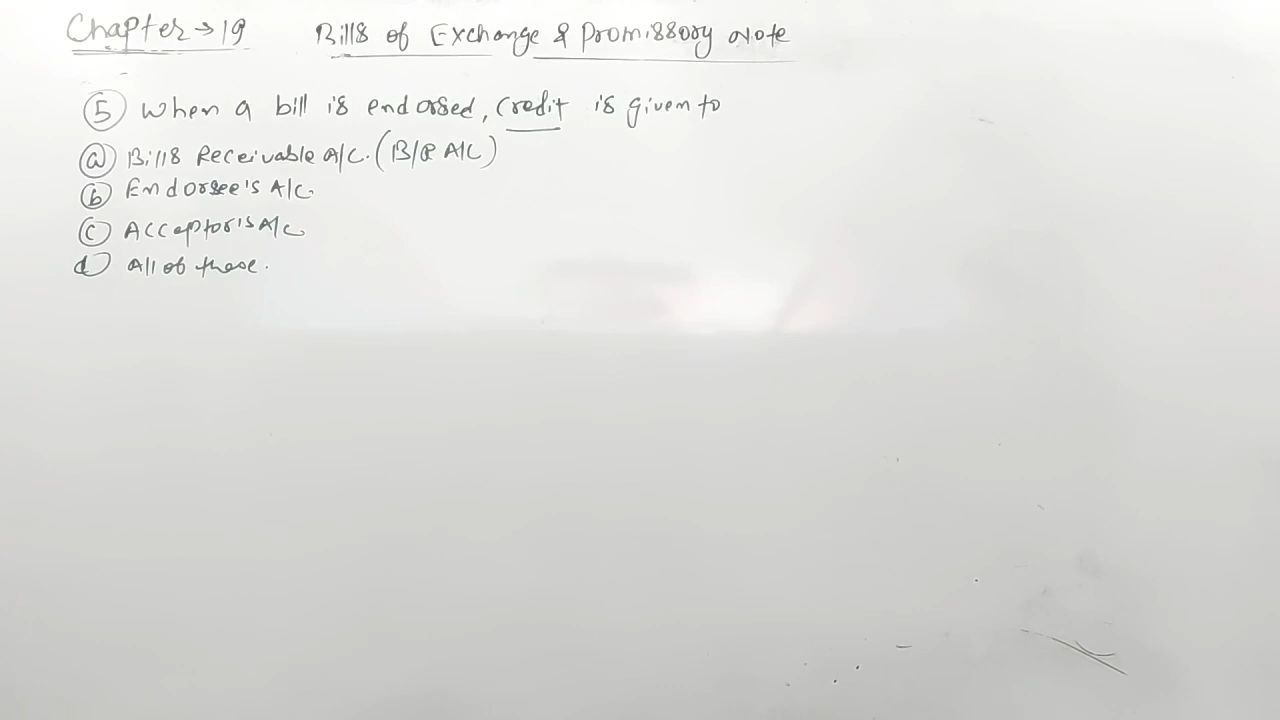 Chapter → 19 Bills of Exchange & Promissory Note
5 When a bill is endorsed, credit is given to
a Bills Receivable A/C. (B/R A/C)
b Endorsee's A/C.
c Acceptor's A/C
d All of these.